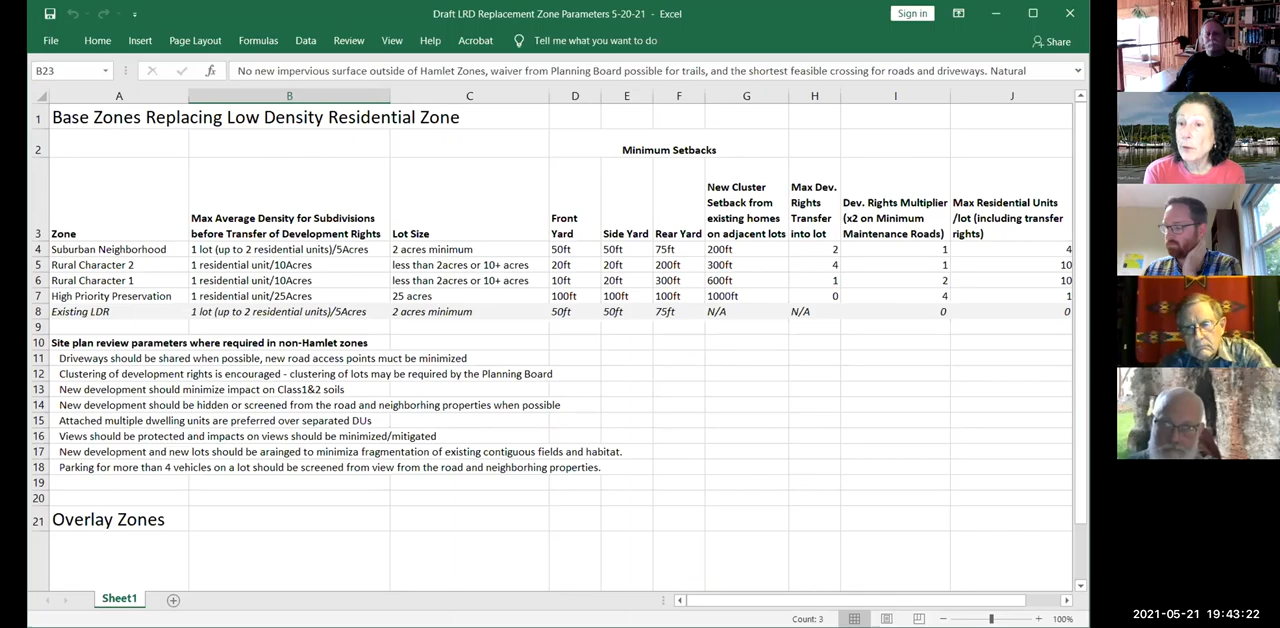 Draft LRD Replacement Zone Parameters 5-20-21 - Excel
Sign in
File Home Insert Page Layout Formulas Data Review View Help Acrobat Tell me what you want to do Share
B23 fx No new impervious surface outside of Hamlet Zones, waiver from Planning Board possible for trails, and the shortest feasible crossing for roads and driveways. Natural
A B C D E F G H I J
1 Base Zones Replacing Low Density Residential Zone
2 Minimum Setbacks
3 Zone Max Average Density for Subdivisions before Transfer of Development Rights Lot Size Front Yard Side Yard Rear Yard New Cluster Setback from existing homes on adjacent lots Max Dev. Rights Transfer into lot Dev. Rights Multiplier (x2 on Minimum Maintenance Roads) Max Residential Units /lot (including transfer rights)
4 Suburban Neighborhood 1 lot (up to 2 residential units)/5Acres 2 acres minimum 50ft 50ft 75ft 200ft 2 1 4
5 Rural Character 2 1 residential unit/10Acres less than 2acres or 10+ acres 20ft 20ft 200ft 300ft 4 1 10
6 Rural Character 1 1 residential unit/10Acres less than 2acres or 10+ acres 10ft 20ft 300ft 600ft 1 2 10
7 High Priority Preservation 1 residential unit/25Acres 25 acres 100ft 100ft 100ft 1000ft 0 4 1
8 Existing LDR 1 lot (up to 2 residential units)/5Acres 2 acres minimum 50ft 50ft 75ft N/A N/A 0 0
9
10 Site plan review parameters where required in non-Hamlet zones
11 Driveways should be shared when possible, new road access points muct be minimized
12 Clustering of development rights is encouraged - clustering of lots may be required by the Planning Board
13 New development should minimize impact on Class1&2 soils
14 New development should be hidden or screened from the road and neighborhing properties when possible
15 Attached multiple dwelling units are preferred over separated DUs
16 Views should be protected and impacts on views should be minimized/mitigated
17 New development and new lots should be arainged to minimiza fragmentation of existing contiguous fields and habitat.
18 Parking for more than 4 vehicles on a lot should be screened from view from the road and neighborhing properties.
19
20
21 Overlay Zones
Sheet1
Count: 3 100%
2021-05-21 19:43:22